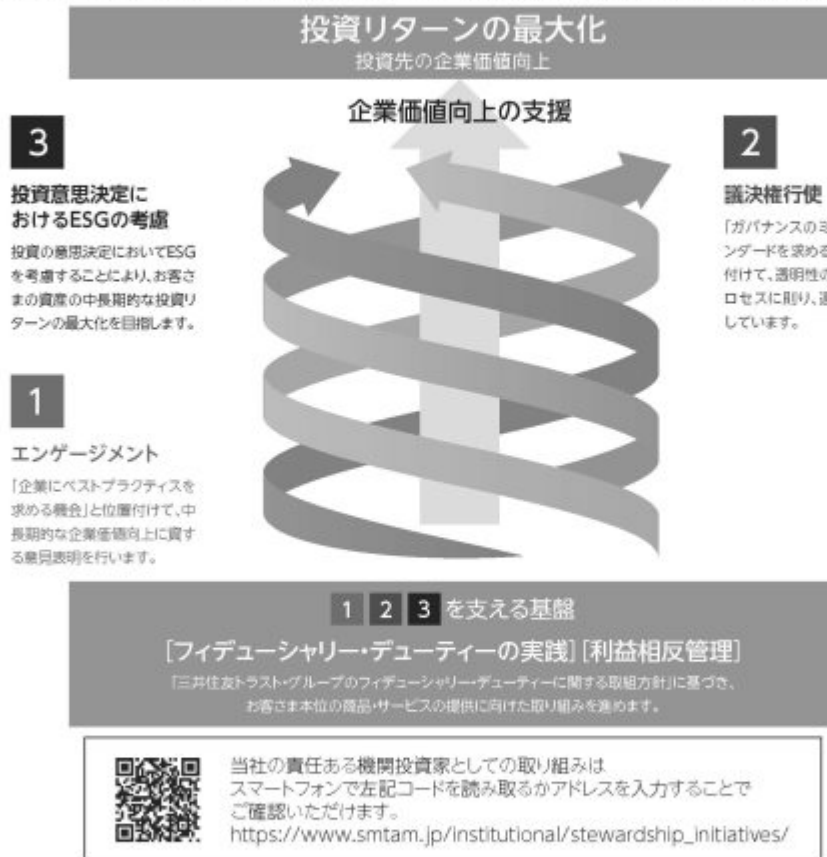 投資リターンの最大化
投資先の企業価値向上
企業価値向上の支援
3
投資意思決定に
おけるESGの考慮
投資の意思決定においてESG
を考慮することにより、お客さ
まの資産の中長期的な投資リ
ターンの最大化を目指します。
2
議決権行使
「ガバナンスのミ
ンダードを求める
付けて、透明性の
ロセスに則り、運
しています。
1
エンゲージメント
「企業にベストプラクティスを
求める機会」と位置付けて、中
長期的な企業価値向上に資す
る意見表明を行います。
1 2 3 を支える基盤
[フィデューシャリー・デューティーの実践] [利益相反管理]
「三井住友トラスト・グループのフィデューシャリー・デューティーに関する取組方針」に基づき、
お客さま本位の商品・サービスの提供に向けた取り組みを進めます。
当社の責任ある機関投資家としての取り組みは
スマートフォンで左記コードを読み取るかアドレスを入力することで
ご確認いただけます。
https://www.smtam.jp/institutional/stewardship_initiatives/